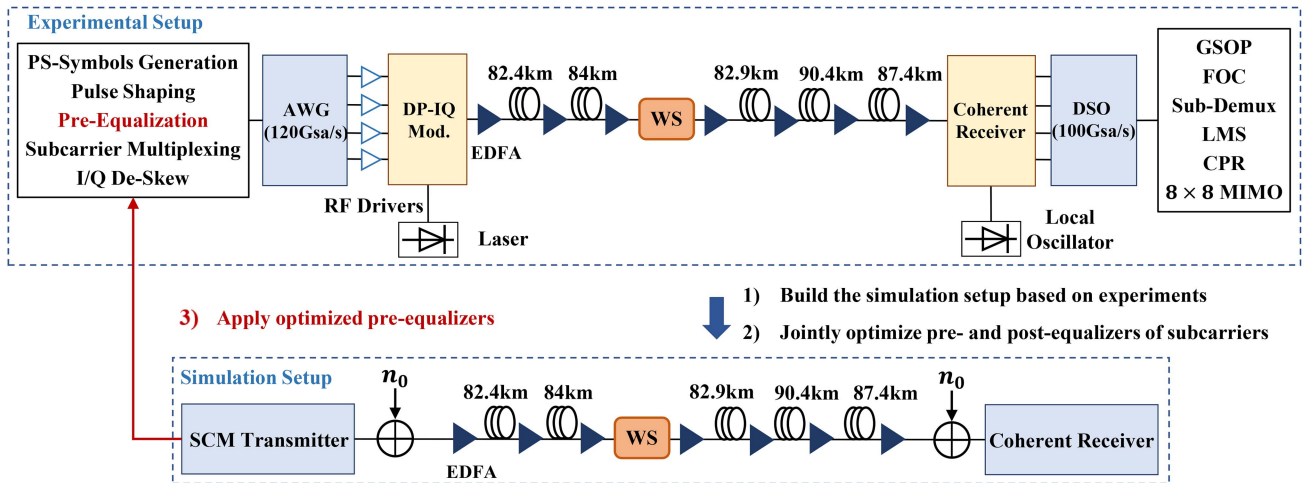 Experimental Setup
PS-Symbols Generation
Pulse Shaping
Pre-Equalization
Subcarrier Multiplexing
I/Q De-Skew
AWG
(120Gsa/s)
RF Drivers
DP-IQ
Mod.
Laser
EDFA
82.4km
84km
WS
82.9km
90.4km
87.4km
Coherent
Receiver
Local
Oscillator
DSO
(100Gsa/s)
GSOP
FOC
Sub-Demux
LMS
CPR
8 × 8 MIMO
3) Apply optimized pre-equalizers
1) Build the simulation setup based on experiments
2) Jointly optimize pre- and post-equalizers of subcarriers
Simulation Setup
SCM Transmitter
n₀
EDFA
82.4km
84km
WS
82.9km
90.4km
87.4km
n₀
Coherent Receiver